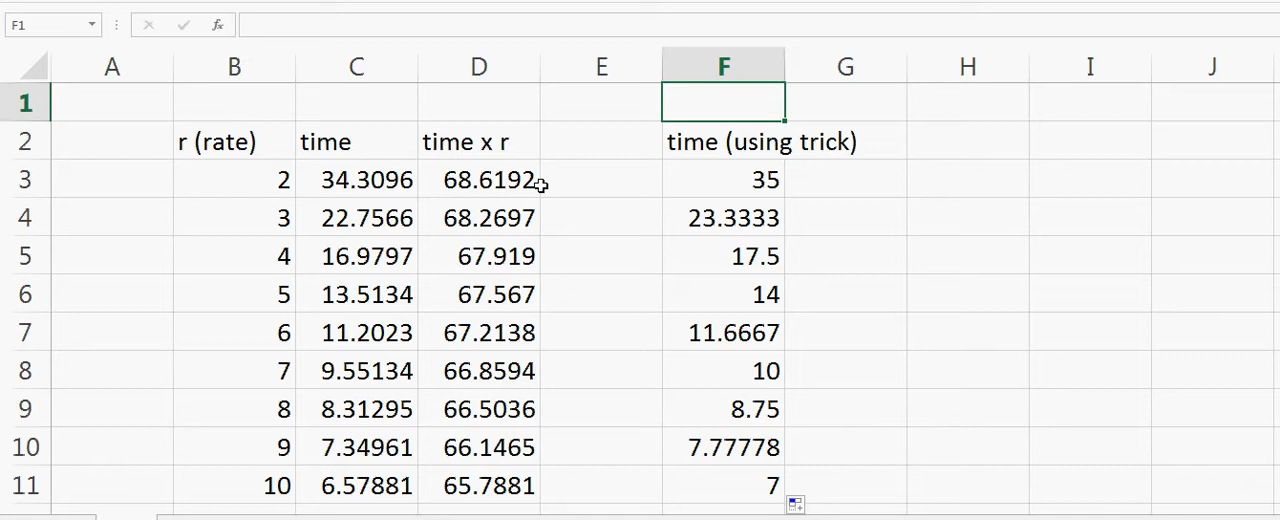 F1 fx
A B C D E F G H I J
1
2 r (rate) time time x r time (using trick)
3 2 34.3096 68.6192 35
4 3 22.7566 68.2697 23.3333
5 4 16.9797 67.919 17.5
6 5 13.5134 67.567 14
7 6 11.2023 67.2138 11.6667
8 7 9.55134 66.8594 10
9 8 8.31295 66.5036 8.75
10 9 7.34961 66.1465 7.77778
11 10 6.57881 65.7881 7